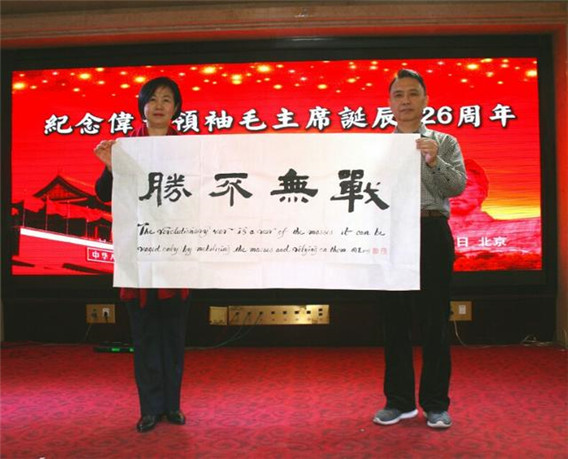 紀念偉領袖毛主席誕辰26周年
戰無不勝
The revolutionary war is a war of the masses it can be
waged only by mobilizing the masses and relying on them
中华
日 北京